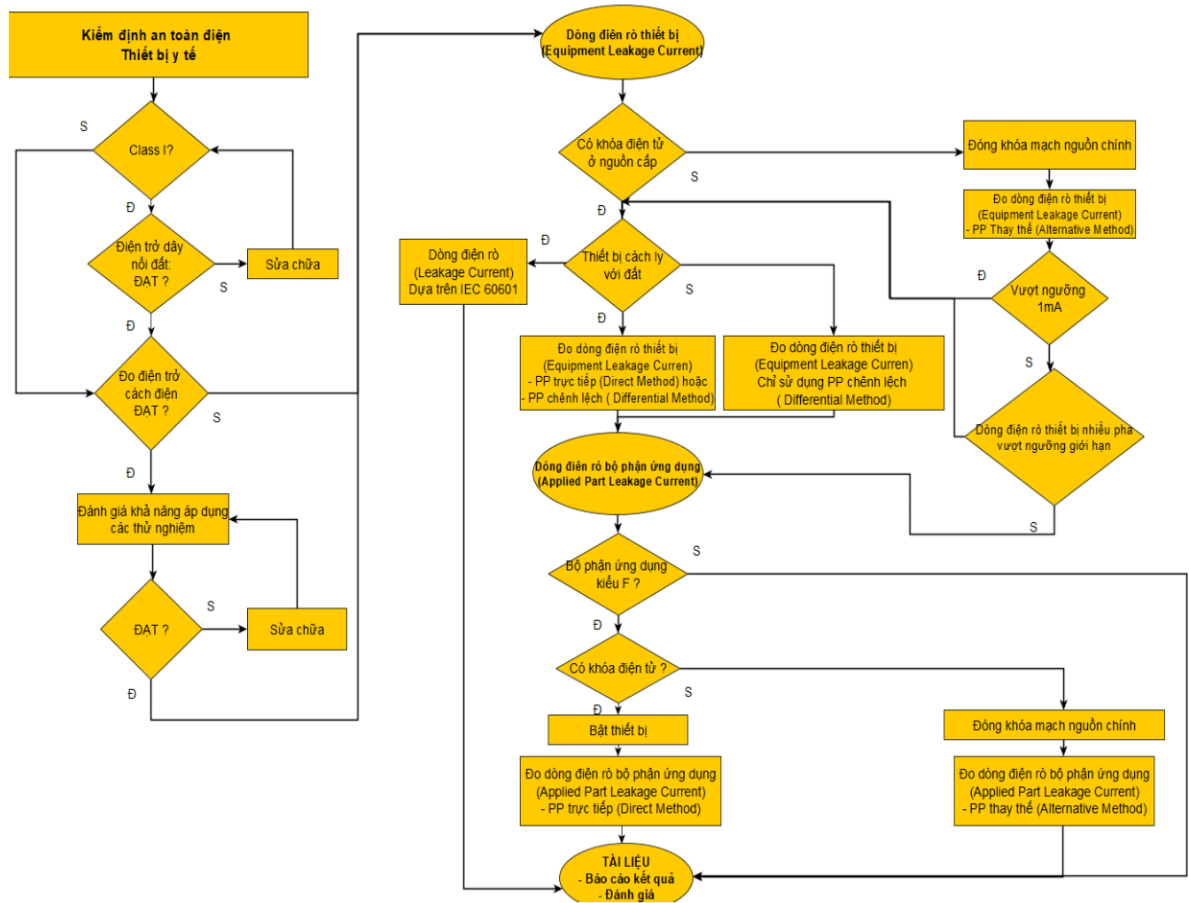 Kiểm định an toàn điện
Thiết bị y tế
S
Class I?
Đ
Điện trở dây
nối đất:
ĐẠT ?
S
Sửa chữa
Đ
Đo điện trở
cách điện
ĐẠT ?
S
Đ
Đánh giá khả năng áp dụng
các thử nghiệm
ĐẠT ?
S
Sửa chữa
Đ
Dòng điên rò thiết bị
(Equipment Leakage Current)
Có khóa điện tử
ở nguồn cấp
S
Đ
Đóng khóa mạch nguồn chính
Đo dòng điện rò thiết bị
(Equipment Leakage Current)
- PP Thay thế (Alternative Method)
Đ
Vượt ngưỡng
1mA
S
Dòng điện rò thiết bị nhiều pha
vượt ngưỡng giới hạn
S
Thiết bị cách ly
với đất
Đ
S
Đ
Dòng điện rò
(Leakage Current)
Dựa trên IEC 60601
Đo dòng điện rò thiết bị
(Equipment Leakage Curren)
- PP trực tiếp (Direct Method) hoặc
- PP chênh lệch ( Differential Method)
Đo dòng điện rò thiết bị
(Equipment Leakage Curren)
Chỉ sử dụng PP chênh lệch
( Differential Method)
Dòng điên rò bộ phận ứng dụng
(Applied Part Leakage Current)
Bộ phận ứng dụng
kiểu F ?
S
Đ
Có khóa điện tử ?
S
Đ
Bật thiết bị
Đo dòng điện rò bộ phận ứng dụng
(Applied Part Leakage Current)
- PP trực tiếp (Direct Method)
Đóng khóa mạch nguồn chính
Đo dòng điện rò bộ phận ứng dụng
(Applied Part Leakage Current)
- PP thay thế (Alternative Method)
TÀI LIỆU
- Báo cáo kết quả
- Đánh giá